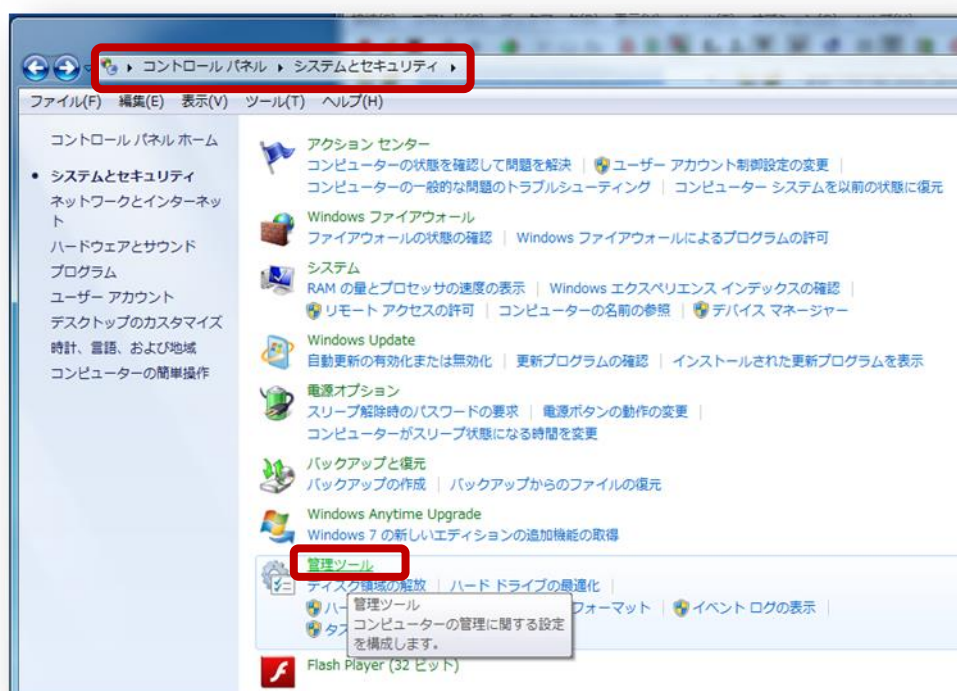 コントロール パネル ▸ システムとセキュリティ ▸
ファイル(F) 編集(E) 表示(V) ツール(T) ヘルプ(H)
コントロール パネル ホーム
• システムとセキュリティ
ネットワークとインターネッ
ト
ハードウェアとサウンド
プログラム
ユーザー アカウント
デスクトップのカスタマイズ
時計、言語、および地域
コンピューターの簡単操作
アクション センター
コンピューターの状態を確認して問題を解決 | ユーザー アカウント制御設定の変更 |
コンピューターの一般的な問題のトラブルシューティング | コンピューター システムを以前の状態に復元
Windows ファイアウォール
ファイアウォールの状態の確認 | Windows ファイアウォールによるプログラムの許可
システム
RAM の量とプロセッサの速度の表示 | Windows エクスペリエンス インデックスの確認 |
リモート アクセスの許可 | コンピューターの名前の参照 | デバイス マネージャー
Windows Update
自動更新の有効化または無効化 | 更新プログラムの確認 | インストールされた更新プログラムを表示
電源オプション
スリープ解除時のパスワードの要求 | 電源ボタンの動作の変更 |
コンピューターがスリープ状態になる時間を変更
バックアップと復元
バックアップの作成 | バックアップからのファイルの復元
Windows Anytime Upgrade
Windows 7 の新しいエディションの追加機能の取得
管理ツール
ディスク領域の解放 | ハード ドライブの最適化 |
ハー フォーマット | イベント ログの表示 |
タス
管理ツール
コンピューターの管理に関する設定
を構成します。
Flash Player (32 ビット)